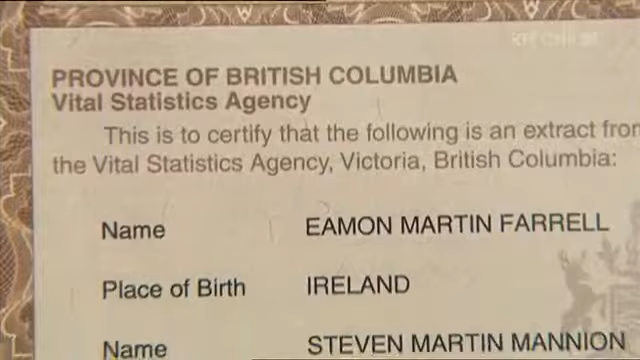 PROVINCE OF BRITISH COLUMBIA
Vital Statistics Agency
This is to certify that the following is an extract from
the Vital Statistics Agency, Victoria, British Columbia:
Name EAMON MARTIN FARRELL
Place of Birth IRELAND
Name STEVEN MARTIN MANNION